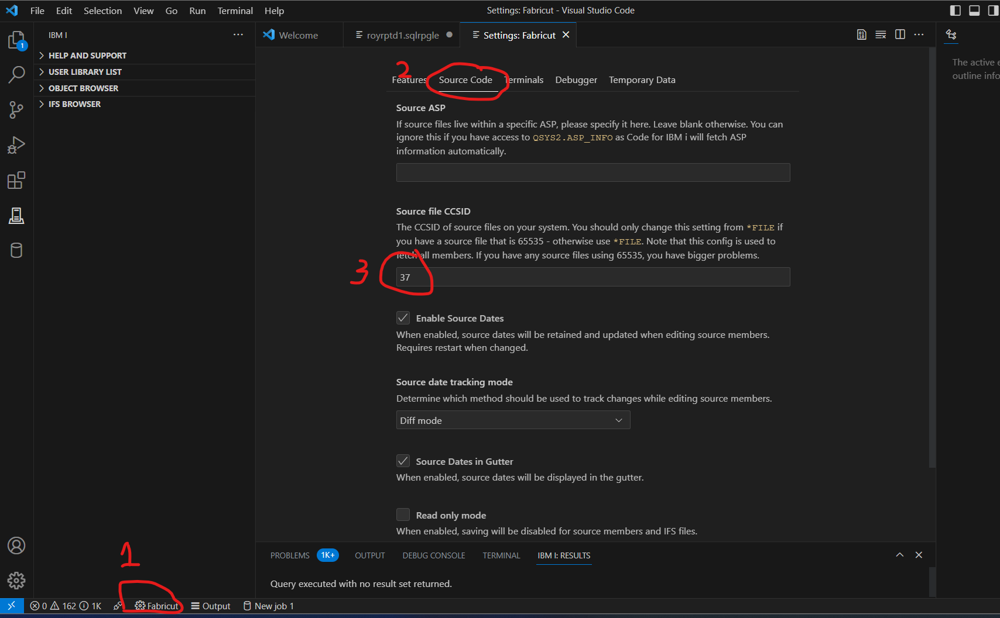 File Edit Selection View Go Run Terminal Help
Settings: Fabricut - Visual Studio Code
IBM I
Welcome
royrptd1.sqlrpgle
Settings: Fabricut
HELP AND SUPPORT
USER LIBRARY LIST
OBJECT BROWSER
IFS BROWSER
1
The active e
outline info
2
Features Source Code Terminals Debugger Temporary Data
Source ASP
If source files live within a specific ASP, please specify it here. Leave blank otherwise. You can
ignore this if you have access to QSYS2.ASP_INFO as Code for IBM i will fetch ASP
information automatically.
Source file CCSID
The CCSID of source files on your system. You should only change this setting from *FILE if
you have a source file that is 65535 - otherwise use *FILE. Note that this config is used to
fetch all members. If you have any source files using 65535, you have bigger problems.
3
37
Enable Source Dates
When enabled, source dates will be retained and updated when editing source members.
Requires restart when changed.
Source date tracking mode
Determine which method should be used to track changes while editing source members.
Diff mode
Source Dates in Gutter
When enabled, source dates will be displayed in the gutter.
Read only mode
When enabled, saving will be disabled for source members and IFS files.
PROBLEMS 1K+ OUTPUT DEBUG CONSOLE TERMINAL IBM I: RESULTS
Query executed with no result set returned.
1
0 162 1K Fabricut Output New job 1